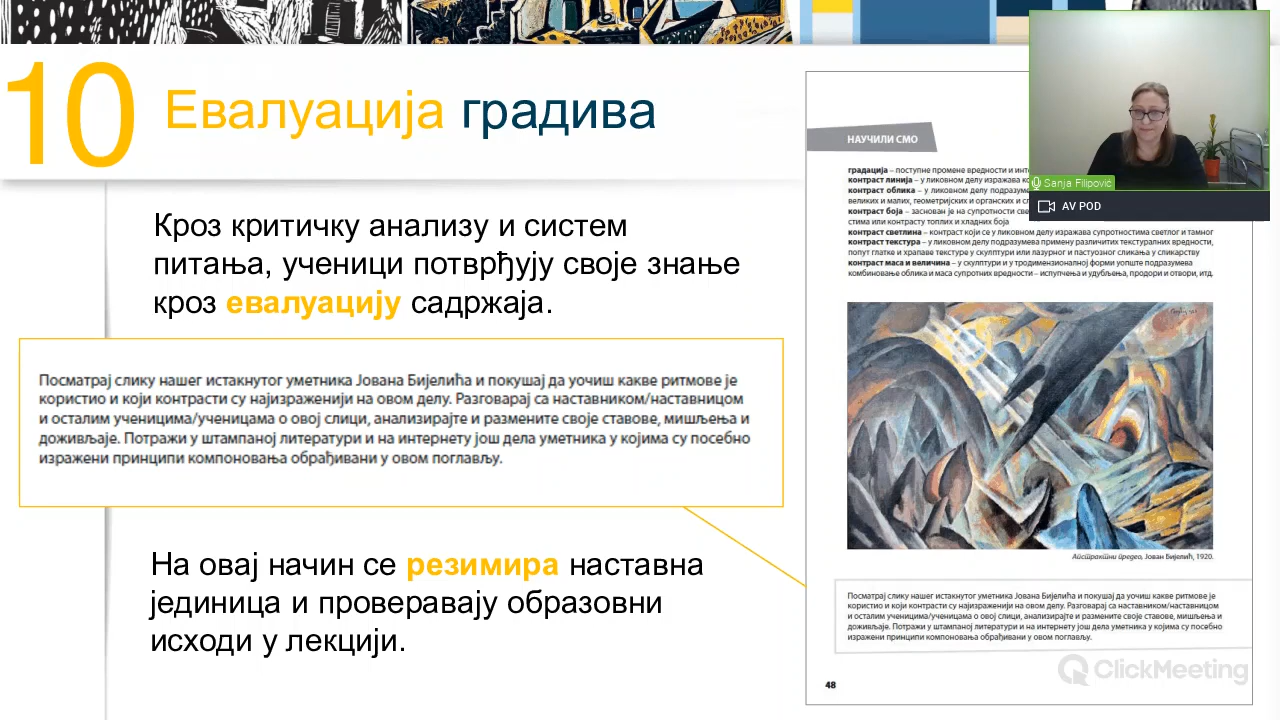 10
Евалуација градива
Кроз критичку анализу и систем
питања, ученици потврђују своје знање
кроз евалуацију садржаја.
Посматрај слику нашег истакнутог уметника Јована Бијелића и покушај да уочиш какве ритмове је
користио и који контрасти су најизраженији на овом делу. Разговарај са наставником/наставницом
и осталим ученицима/ученицама о овој слици, анализирајте и размените своје ставове, мишљења и
доживљаје. Потражи у штампаној литератури и на интернету још дела уметника у којима су посебно
изражени принципи компоновања обрађивани у овом поглављу.
На овај начин се резимира наставна
јединица и проверавају образовни
исходи у лекцији.
НАУЧИЛИ СМО
градација – поступне промене вредности и
контраст линија – у ликовном делу изражава
контраст облика – у ликовном делу
великих и малих, геометријских и органских и
контраст боја – заснован је на супротности
стима или контрасту топлих и хладних боја
контраст светлина – контраст који се у ликовном делу изражава супротностима светлог и тамног
контраст текстура – у ликовном делу подразумева примену различитих текстуралних вредности,
попут глатке и храпаве текстуре у скулптури или лазурног и пастозног сликања у сликарству
контраст маса и величина – у скулптури и у тродимензионалној форми уопште подразумева
комбиновање облика и маса супротних вредности – испупчења и удубљења, продори и отвори, итд.
Апстрактни предео, Јован Бијелић, 1920.
Посматрај слику нашег истакнутог уметника Јована Бијелића и покушај да уочиш какве ритмове је
користио и који контрасти су најизраженији на овом делу. Разговарај са наставником/наставницом
и осталим ученицима/ученицама о овој слици, анализирајте и размените своје ставове, мишљења и
доживљаје. Потражи у штампаној литератури и на интернету још дела уметника у којима су посебно
изражени принципи компоновања обрађивани у овом поглављу.
48
Sanja Filipović
AV POD
ClickMeeting